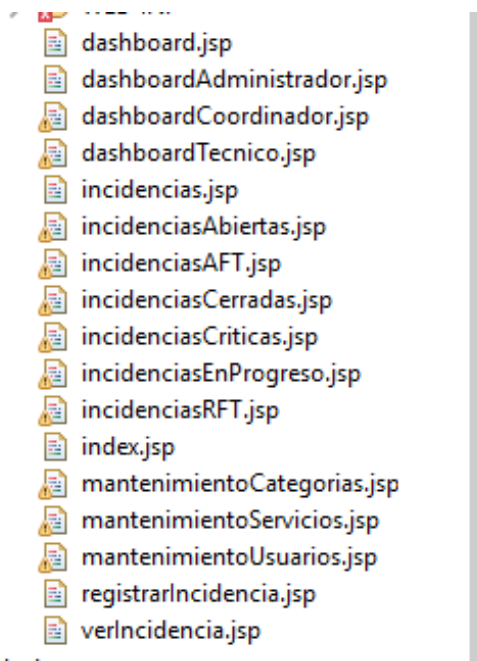 dashboard.jsp
dashboardAdministrador.jsp
dashboardCoordinador.jsp
dashboardTecnico.jsp
incidencias.jsp
incidenciasAbiertas.jsp
incidenciasAFT.jsp
incidenciasCerradas.jsp
incidenciasCriticas.jsp
incidenciasEnProgreso.jsp
incidenciasRFT.jsp
index.jsp
mantenimientoCategorias.jsp
mantenimientoServicios.jsp
mantenimientoUsuarios.jsp
registrarIncidencia.jsp
verIncidencia.jsp